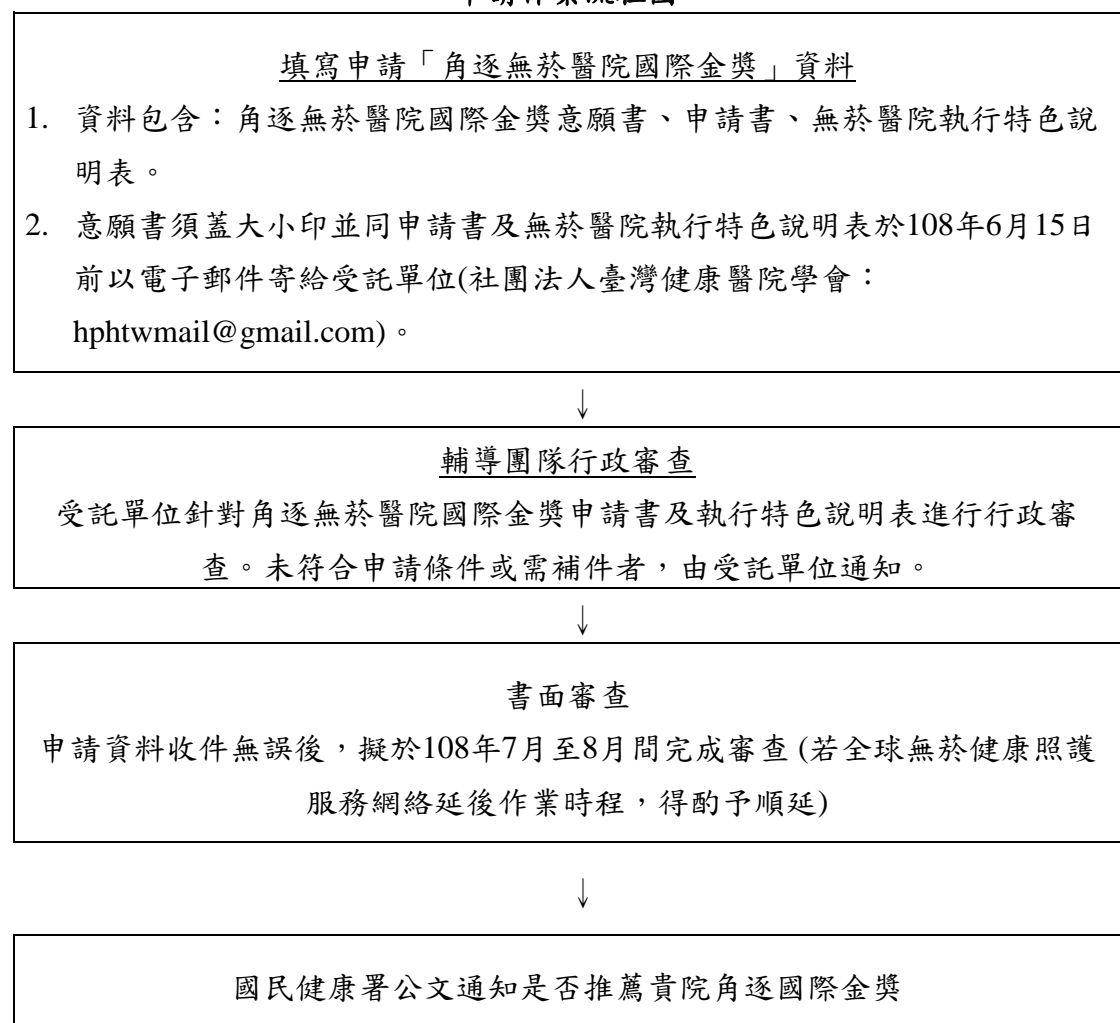 填寫申請「角逐無菸醫院國際金獎」資料
1. 資料包含：角逐無菸醫院國際金獎意願書、申請書、無菸醫院執行特色說
明表。
2. 意願書須蓋大小印並同申請書及無菸醫院執行特色說明表於108年6月15日
前以電子郵件寄給受託單位(社團法人臺灣健康醫院學會：
hphtwmail@gmail.com)。
↓
輔導團隊行政審查
受託單位針對角逐無菸醫院國際金獎申請書及執行特色說明表進行行政審
查。未符合申請條件或需補件者，由受託單位通知。
↓
書面審查
申請資料收件無誤後，擬於108年7月至8月間完成審查 (若全球無菸健康照護
服務網絡延後作業時程，得酌予順延)
↓
國民健康署公文通知是否推薦貴院角逐國際金獎